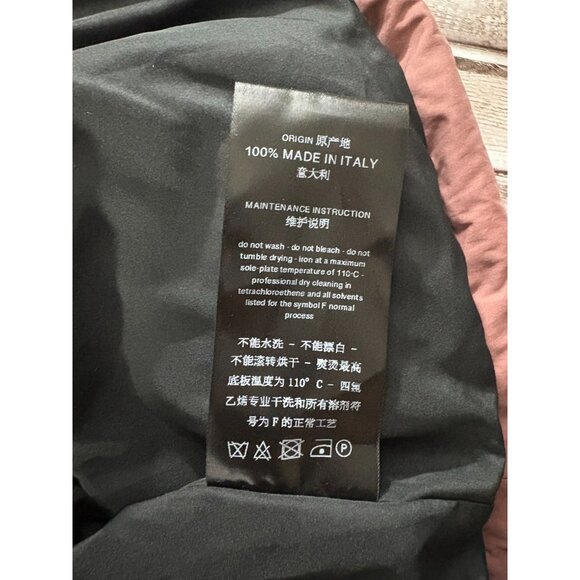 ORIGIN 原产地
100% MADE IN ITALY
意大利
MAINTENANCE INSTRUCTION
维护说明
do not wash - do not bleach - do not
tumble drying - iron at a maximum
sole-plate temperature of 110°C -
professional dry cleaning in
tetrachloroethene and all solvents
listed for the symbol F normal
process
不能水洗 - 不能漂白 -
不能滚转烘干 - 熨烫最高
底板温度为 110° C - 四氯
乙烯专业干洗和所有溶剂符
号为 F 的正常工艺
P